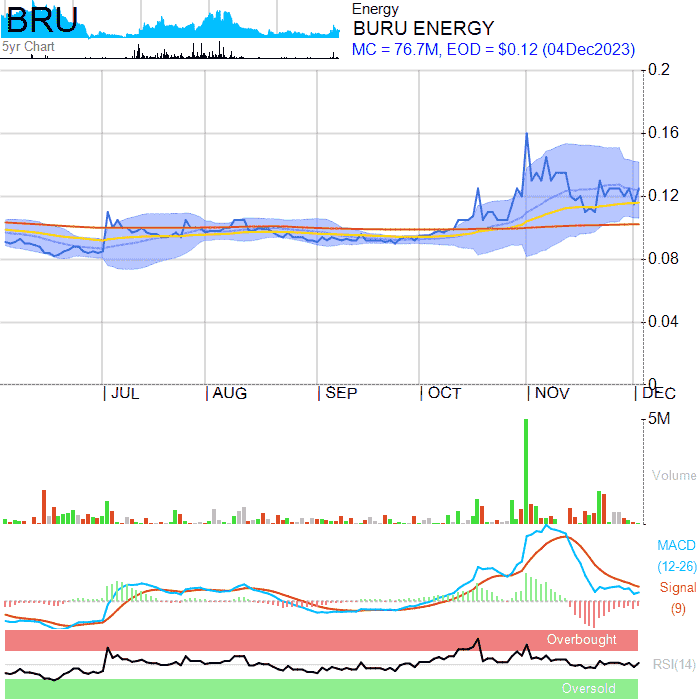 BRU
Energy
BURU ENERGY
5yr Chart
MC = 76.7M, EOD = $0.12 (04Dec2023)
0.2
0.16
0.12
0.08
0.04
0
JUL AUG SEP OCT NOV DEC
5M
Volume
MACD
(12-26)
Signal
(9)
Overbought
RSI(14)
Oversold